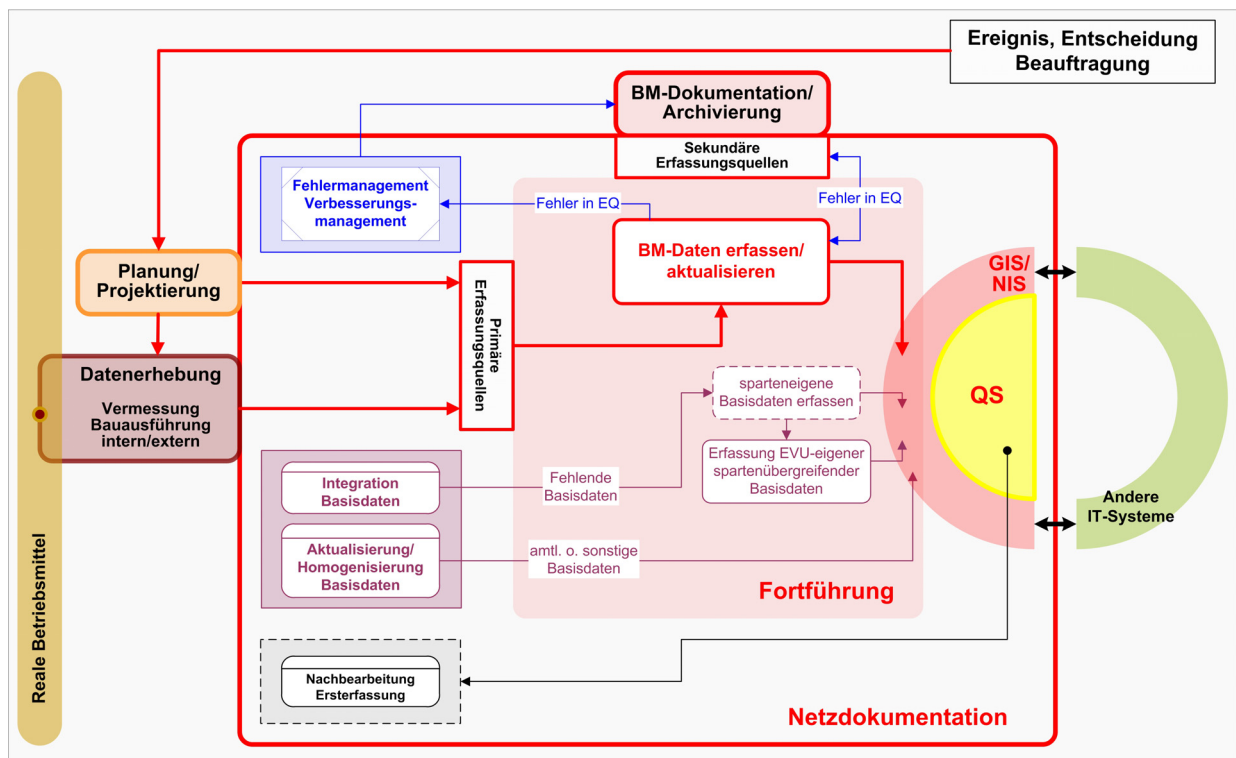 Ereignis, Entscheidung
Beauftragung
BM-Dokumentation/
Archivierung
Sekundäre
Erfassungsquellen
Fehlermanagement
Verbesserungs-
management
Fehler in EQ
Fehler in EQ
BM-Daten erfassen/
aktualisieren
GIS/
NIS
Planung/
Projektierung
Primäre
Erfassungsquellen
Datenerhebung
Vermessung
Bauausführung
intern/extern
sparteneigene
Basisdaten erfassen
QS
Erfassung EVU-eigener
spartenübergreifender
Basisdaten
Integration
Basisdaten
Fehlende
Basisdaten
Andere
IT-Systeme
Aktualisierung/
Homogenisierung
Basisdaten
amtl. o. sonstige
Basisdaten
Fortführung
Reale Betriebsmittel
Nachbearbeitung
Ersterfassung
Netzdokumentation